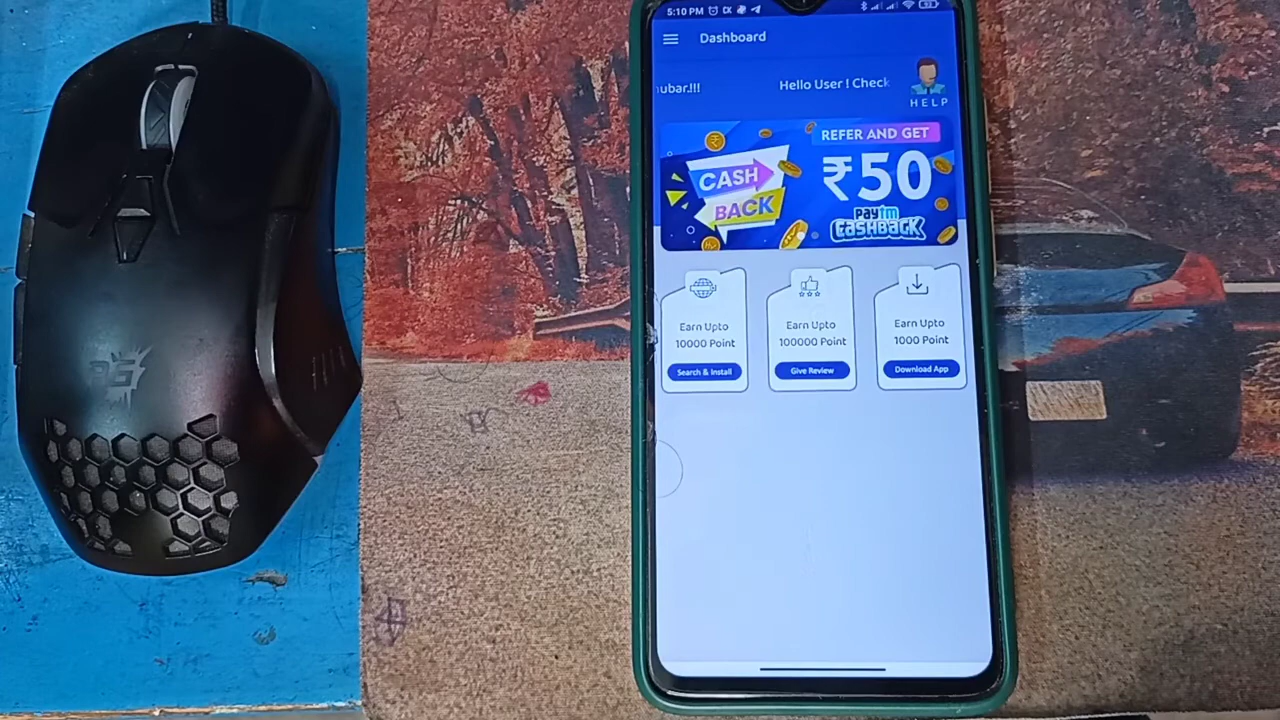 5:10 PM
92
Dashboard
ubar.!!!
Hello User ! Check
HELP
REFER AND GET
₹50
CASH
BACK
paytm
CASHBACK
Earn Upto
10000 Point
Search & Install
Earn Upto
100000 Point
Give Review
Earn Upto
1000 Point
Download App